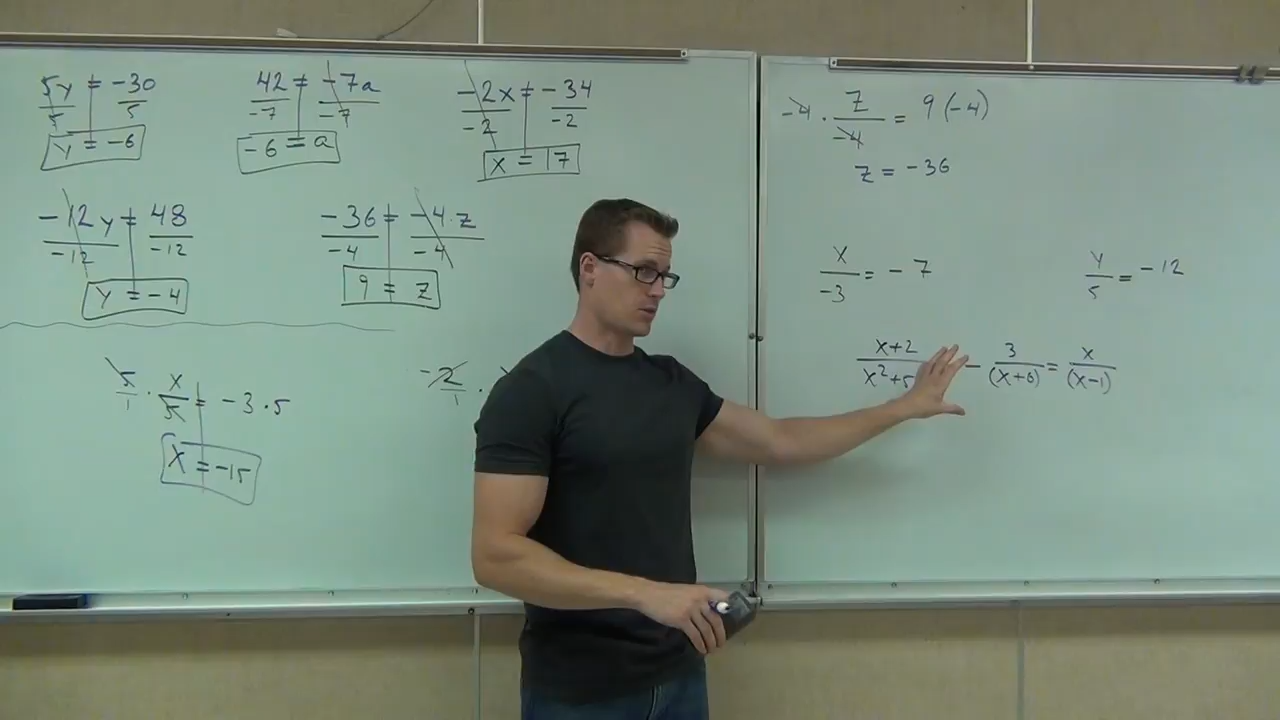 5y = -30
5 5
y = -6
42 = -7a
-7 -7
-6 = a
-2x = -34
-2 -2
x = 17
-12y = 48
-12 -12
y = -4
-36 = -4·z
-4 -4
9 = z
5/1 · x/5 = -3·5
x = -15
-2/1 ·
-4 · z/-4 = 9(-4)
z = -36
x/-3 = -7
y/5 = -12
x+2 3 x
x²+5 - (x+6) = (x-1)